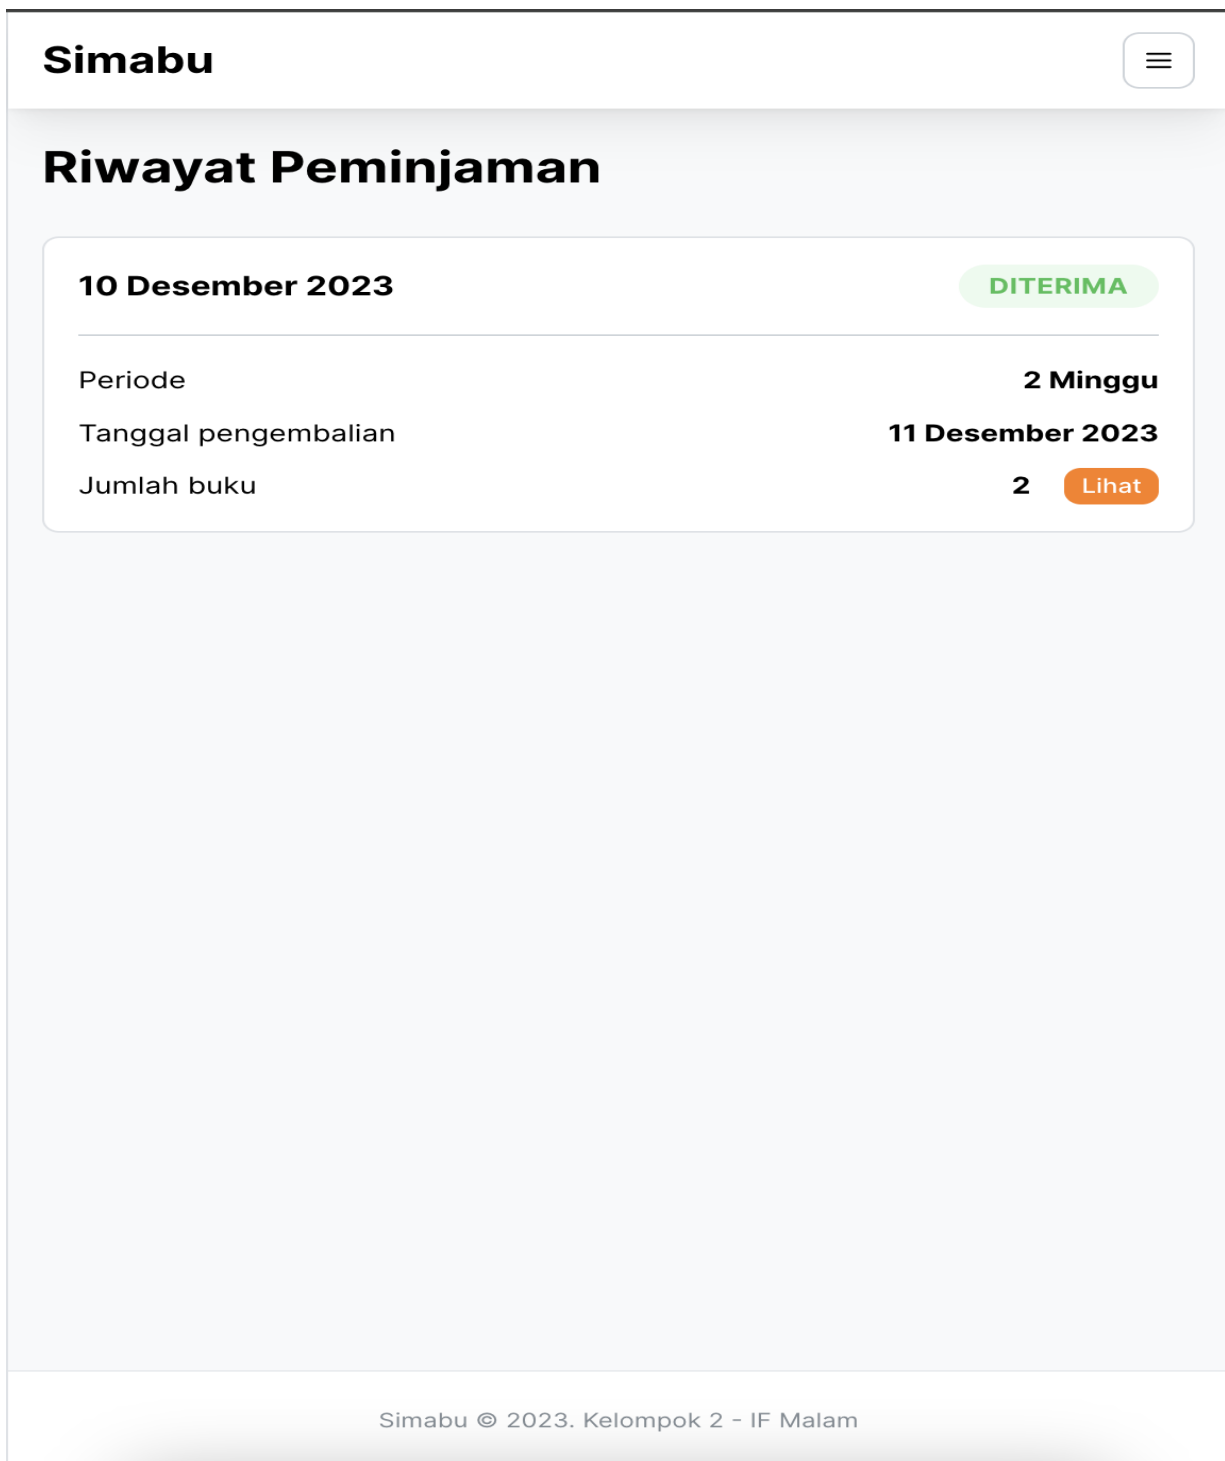 Simabu
Riwayat Peminjaman
10 Desember 2023 DITERIMA
Periode 2 Minggu
Tanggal pengembalian 11 Desember 2023
Jumlah buku 2 Lihat
Simabu © 2023. Kelompok 2 - IF Malam